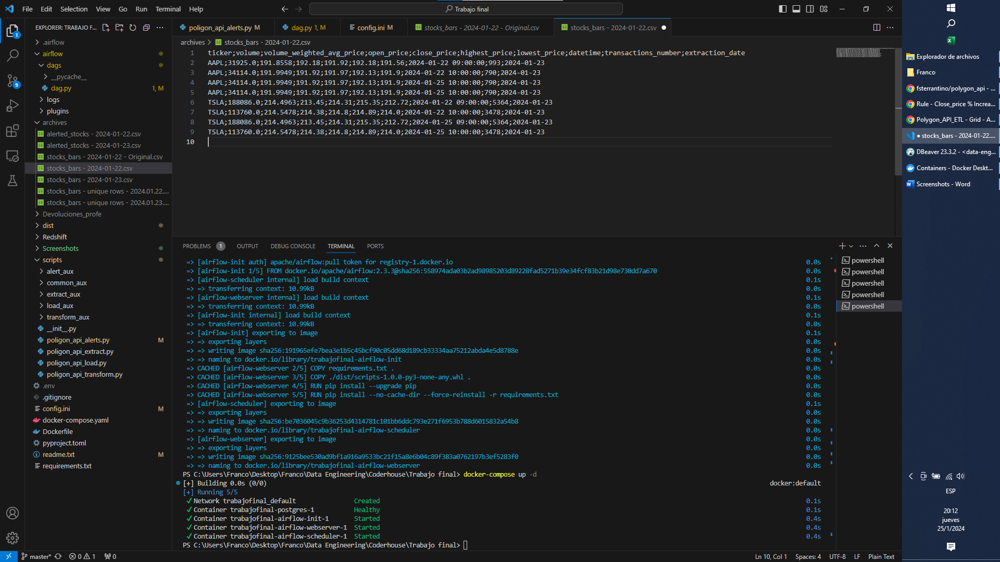 File Edit Selection View Go Run Terminal Help
Trabajo final
EXPLORER: TRABAJO F...
.airflow
airflow
dags
__pycache__
dag.py 1, M
logs
plugins
archives
alerted_stocks - 2024-01-22.csv
alerted_stocks - 2024-01-23.csv
stocks_bars - 2024-01-22 - Original.csv
stocks_bars - 2024-01-22.csv
stocks_bars - 2024-01-23.csv
stocks_bars - unique rows - 2024.01.22....
stocks_bars - unique rows - 2024.01.23....
Devoluciones_profe
dist
Redshift
Screenshots
scripts
alert_aux
common_aux
extract_aux
load_aux
transform_aux
__init__.py
poligon_api_alerts.py M
poligon_api_extract.py
poligon_api_load.py
poligon_api_transform.py
.env
.gitignore
config.ini M
docker-compose.yaml
Dockerfile
pyproject.toml
readme.txt M
requirements.txt
1
9
poligon_api_alerts.py M dag.py 1, M config.ini M stocks_bars - 2024-01-22 - Original.csv stocks_bars - 2024-01-22.csv
archives > stocks_bars - 2024-01-22.csv
1 ticker;volume;volume_weighted_avg_price;open_price;close_price;highest_price;lowest_price;datetime;transactions_number;extraction_date
2 AAPL;31925.0;191.8558;192.18;191.92;192.18;191.56;2024-01-22 09:00:00;993;2024-01-23
3 AAPL;34114.0;191.9949;191.92;191.97;192.13;191.9;2024-01-22 10:00:00;790;2024-01-23
4 AAPL;34114.0;191.9949;191.92;191.97;192.13;191.9;2024-01-25 10:00:00;790;2024-01-23
5 AAPL;34114.0;191.9949;191.92;191.97;192.13;191.9;2024-01-25 10:00:00;790;2024-01-23
6 TSLA;188086.0;214.4963;213.45;214.31;215.35;212.72;2024-01-22 09:00:00;5364;2024-01-23
7 TSLA;113760.0;214.5478;214.38;214.8;214.89;214.0;2024-01-22 10:00:00;3478;2024-01-23
8 TSLA;188086.0;214.4963;213.45;214.31;215.35;212.72;2024-01-25 09:00:00;5364;2024-01-23
9 TSLA;113760.0;214.5478;214.38;214.8;214.89;214.0;2024-01-25 10:00:00;3478;2024-01-23
10
PROBLEMS 1 OUTPUT DEBUG CONSOLE TERMINAL PORTS
=> [airflow-init auth] apache/airflow:pull token for registry-1.docker.io 0.0s
=> [airflow-init 1/5] FROM docker.io/apache/airflow:2.3.3@sha256:558974ada03b2ad98985203d89228fad5271b39e34fcf83b21d98e730dd7a670 0.0s
=> [airflow-scheduler internal] load build context 0.1s
=> => transferring context: 10.99kB 0.0s
=> [airflow-webserver internal] load build context 0.1s
=> => transferring context: 10.99kB 0.0s
=> [airflow-init internal] load build context 0.1s
=> => transferring context: 10.99kB 0.0s
=> [airflow-init] exporting to image 0.1s
=> => exporting layers 0.0s
=> => writing image sha256:191965efe7bea3e1b5c45bcf90c05dd68d189cb33334aa75212abda4e5d8788e 0.0s
=> => naming to docker.io/library/trabajofinal-airflow-init 0.0s
=> CACHED [airflow-webserver 2/5] COPY requirements.txt . 0.0s
=> CACHED [airflow-webserver 3/5] COPY ./dist/scripts-1.0.0-py3-none-any.whl . 0.0s
=> CACHED [airflow-webserver 4/5] RUN pip install --upgrade pip 0.0s
=> CACHED [airflow-webserver 5/5] RUN pip install --no-cache-dir --force-reinstall -r requirements.txt 0.0s
=> [airflow-scheduler] exporting to image 0.1s
=> => exporting layers 0.0s
=> => writing image sha256:be7036045c9b36253d4314781c101bb6ddc793e271f6953b788d6015832a54b8 0.0s
=> => naming to docker.io/library/trabajofinal-airflow-scheduler 0.0s
=> [airflow-webserver] exporting to image 0.0s
=> => exporting layers 0.0s
=> => writing image sha256:9125bee530ad9bf1a916a9533bc21f15a8e6b04c89f383a0762197b3ef5283f0 0.0s
=> => naming to docker.io/library/trabajofinal-airflow-webserver 0.0s
PS C:\Users\Franco\Desktop\Franco\Data Engineering\Coderhouse\Trabajo final> docker-compose up -d
[+] Building 0.0s (0/0) docker:default
[+] Running 5/5
✓ Network trabajofinal_default Created 0.1s
✓ Container trabajofinal-postgres-1 Healthy 0.1s
✓ Container trabajofinal-airflow-init-1 Started 0.4s
✓ Container trabajofinal-airflow-webserver-1 Started 0.4s
✓ Container trabajofinal-airflow-scheduler-1 Started 0.4s
PS C:\Users\Franco\Desktop\Franco\Data Engineering\Coderhouse\Trabajo final>
powershell
powershell
powershell
powershell
powershell
master* 0 1 0
Ln 10, Col 1 Spaces: 4 UTF-8 LF Plain Text
Explorador de archivos
Franco
fsterrantino/polygon_api - ...
Rule - Close_price % Increa...
Polygon_API_ETL - Grid - A...
● stocks_bars - 2024-01-22....
DBeaver 23.3.2 - <data-eng...
Containers - Docker Deskt...
Screenshots - Word
ESP
20:12
jueves
25/1/2024